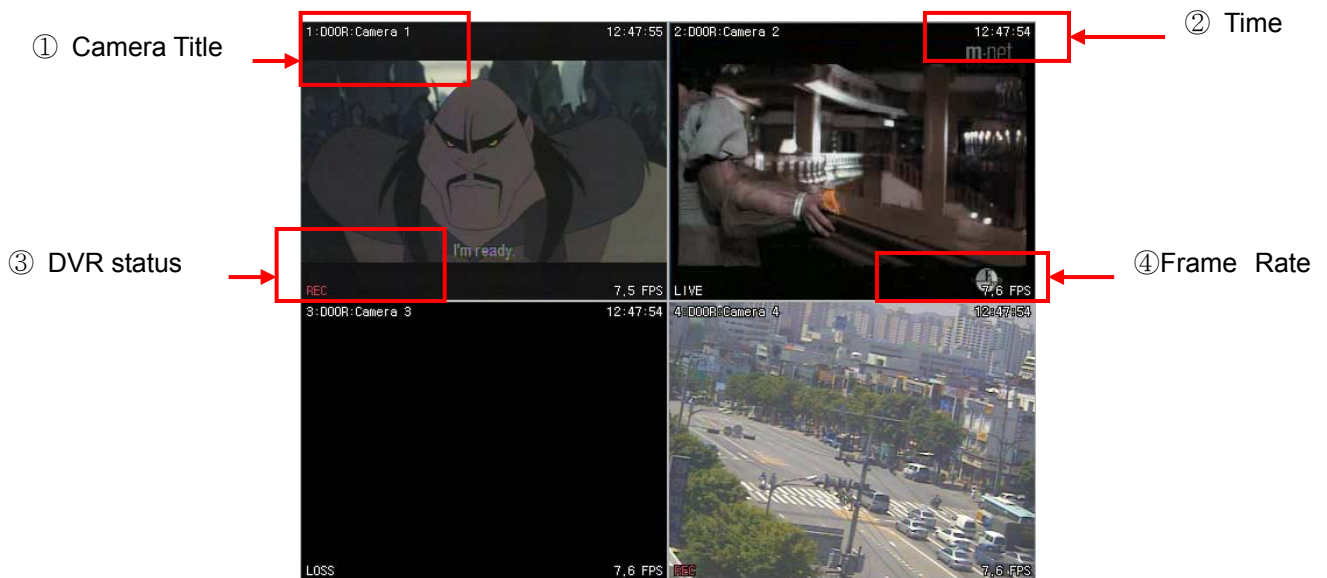 ① Camera Title
② Time
③ DVR status
④Frame Rate
1:DOOR:Camera 1 12:47:55
I'm ready.
REC 7,5 FPS
2:DOOR:Camera 2 12:47:54
m·net
LIVE 7,6 FPS
3:DOOR:Camera 3 12:47:54
LOSS 7,6 FPS
4:DOOR:Camera 4 12:47:54
REC 7,6 FPS